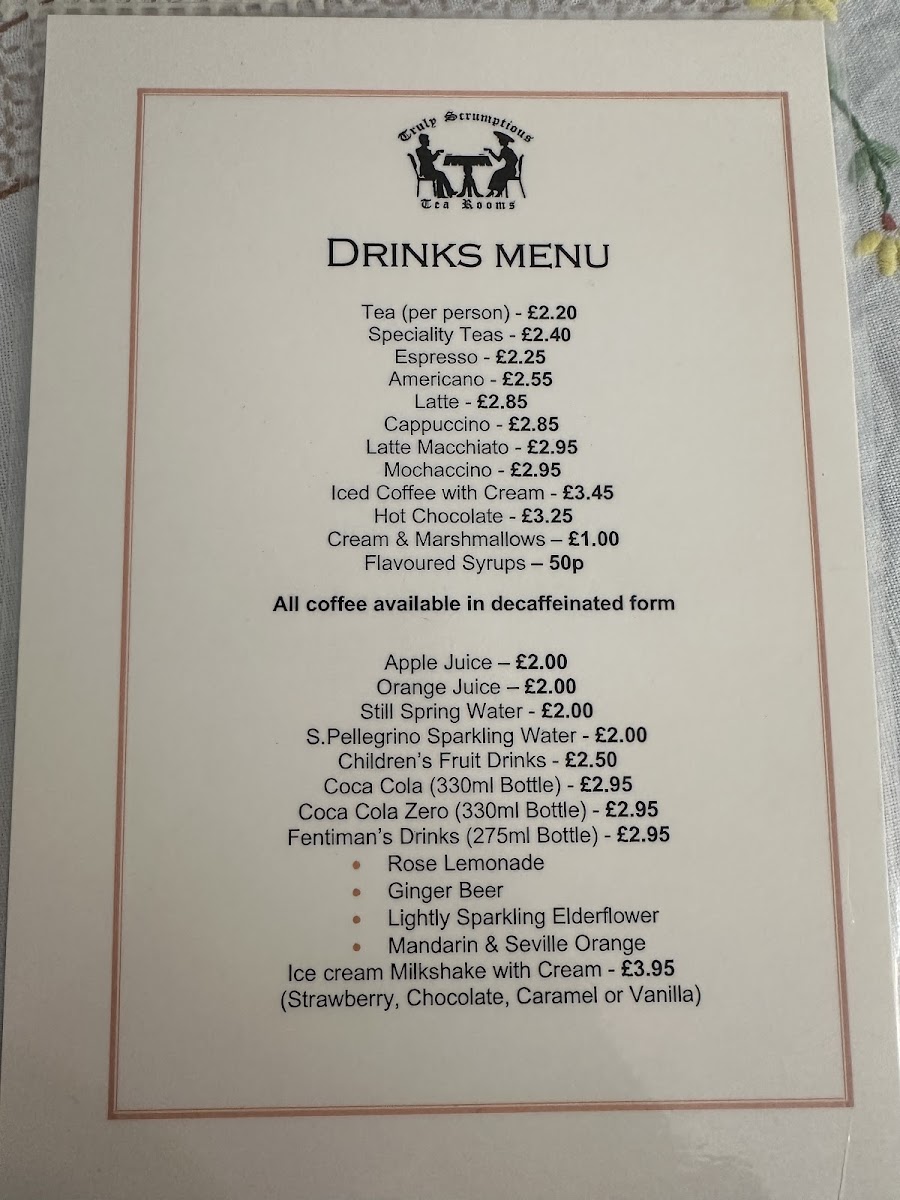 Truly Scrumptious
Tea Rooms
DRINKS MENU
Tea (per person) - £2.20
Speciality Teas - £2.40
Espresso - £2.25
Americano - £2.55
Latte - £2.85
Cappuccino - £2.85
Latte Macchiato - £2.95
Mochaccino - £2.95
Iced Coffee with Cream - £3.45
Hot Chocolate - £3.25
Cream & Marshmallows – £1.00
Flavoured Syrups – 50p
All coffee available in decaffeinated form
Apple Juice – £2.00
Orange Juice – £2.00
Still Spring Water - £2.00
S.Pellegrino Sparkling Water - £2.00
Children's Fruit Drinks - £2.50
Coca Cola (330ml Bottle) - £2.95
Coca Cola Zero (330ml Bottle) - £2.95
Fentiman's Drinks (275ml Bottle) - £2.95
• Rose Lemonade
• Ginger Beer
• Lightly Sparkling Elderflower
• Mandarin & Seville Orange
Ice cream Milkshake with Cream - £3.95
(Strawberry, Chocolate, Caramel or Vanilla)